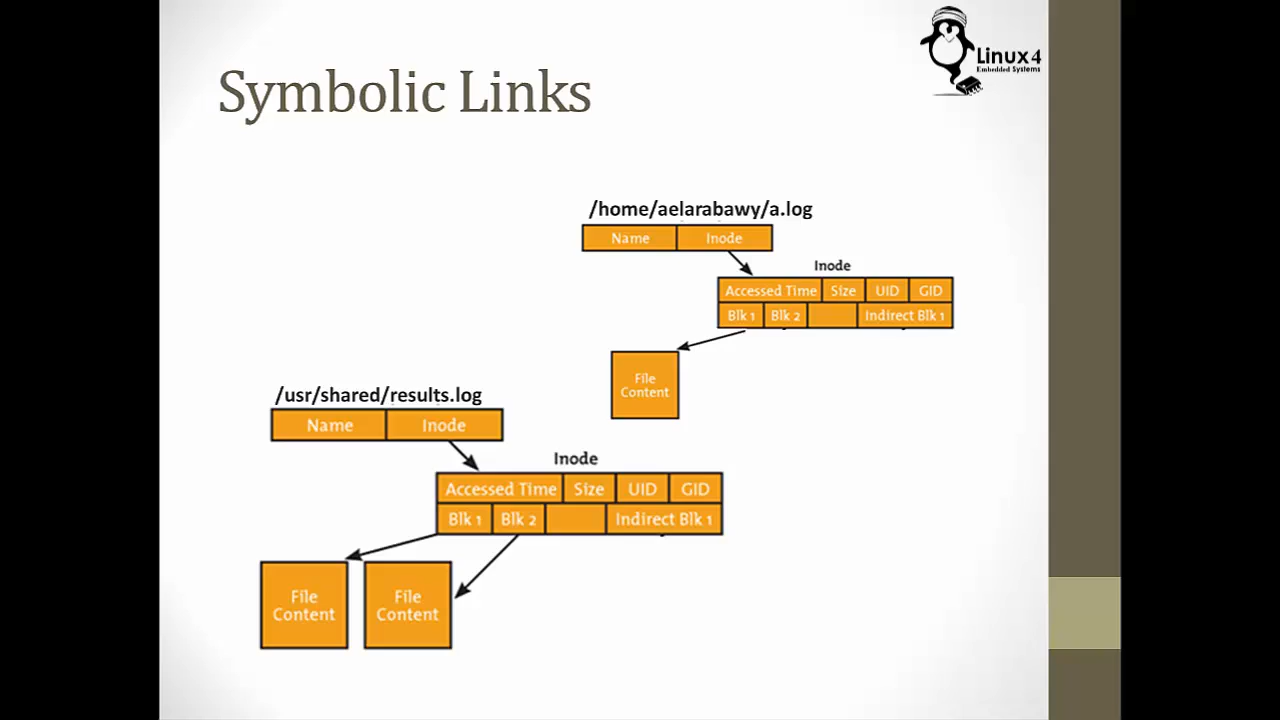 Linux4
Embedded Systems
Symbolic Links
/home/aelarabawy/a.log
Name Inode
Inode
Accessed Time Size UID GID
Blk 1 Blk 2 Indirect Blk 1
File
Content
/usr/shared/results.log
Name Inode
Inode
Accessed Time Size UID GID
Blk 1 Blk 2 Indirect Blk 1
File
Content
File
Content